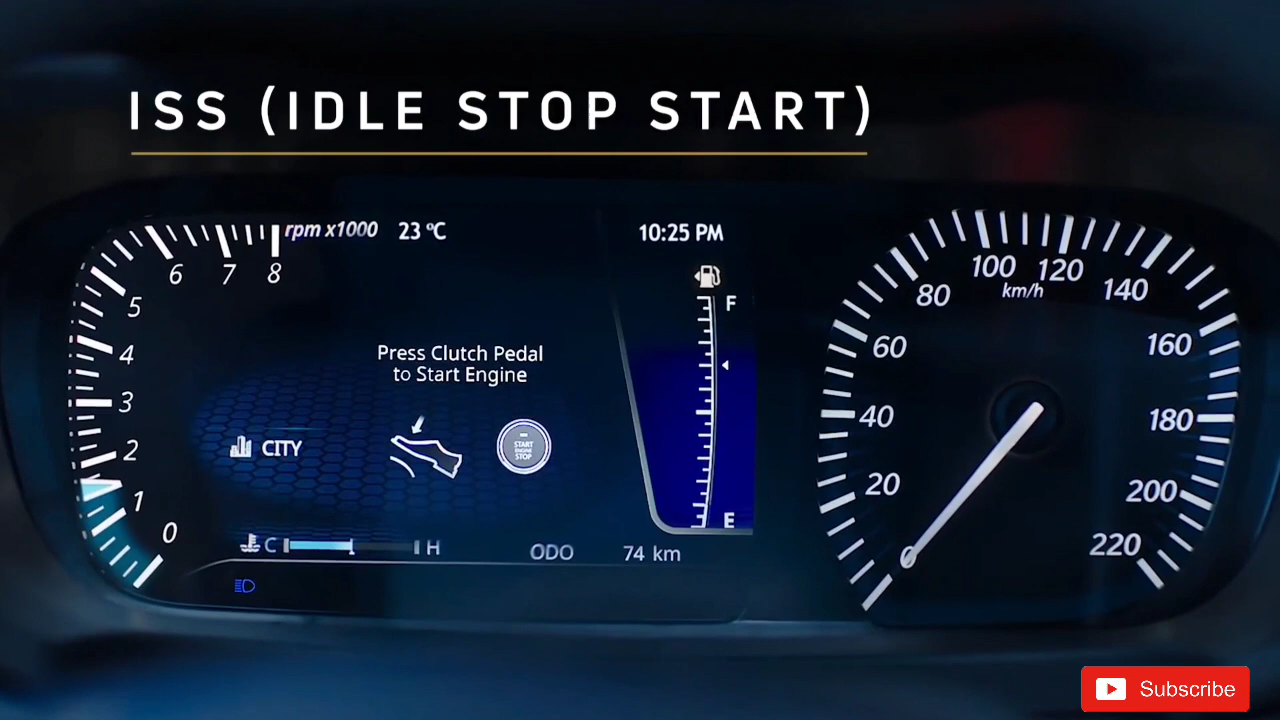 ISS (IDLE STOP START)
rpm x1000 23 ºC 10:25 PM
8
7
6
5
4
3
2
1
0
Press Clutch Pedal
to Start Engine
CITY
START
ENGINE
STOP
C H
ODO 74 km
F
E
0
20
40
60
80
100
120
km/h
140
160
180
200
220
Subscribe